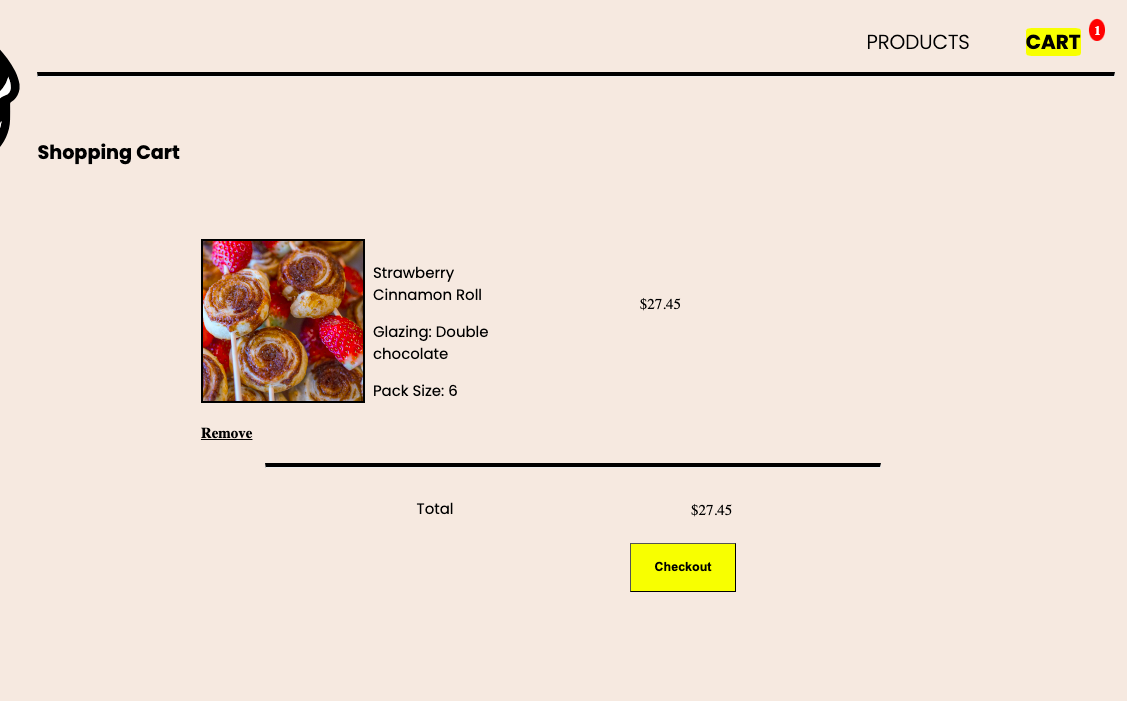 PRODUCTS
CART
1
Shopping Cart
Strawberry
Cinnamon Roll
$27.45
Glazing: Double
chocolate
Pack Size: 6
Remove
Total
$27.45
Checkout